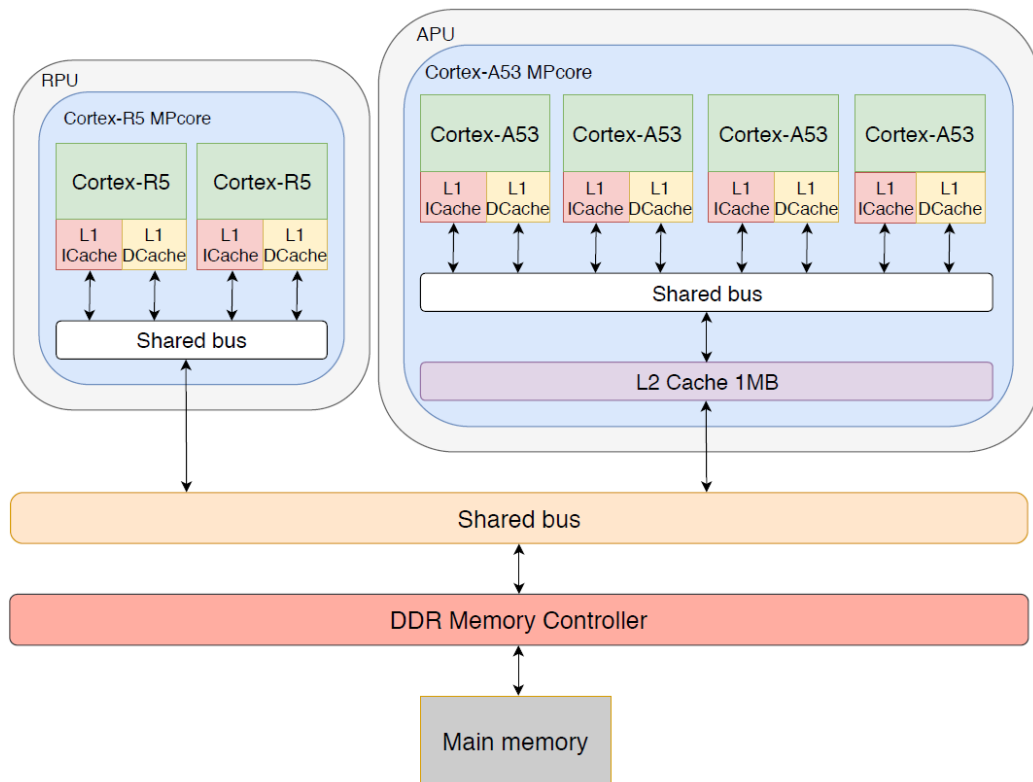 RPU
Cortex-R5 MPcore
Cortex-R5
Cortex-R5
L1
ICache
L1
DCache
L1
ICache
L1
DCache
Shared bus
APU
Cortex-A53 MPcore
Cortex-A53
Cortex-A53
Cortex-A53
Cortex-A53
L1
ICache
L1
DCache
L1
ICache
L1
DCache
L1
ICache
L1
DCache
L1
ICache
L1
DCache
Shared bus
L2 Cache 1MB
Shared bus
DDR Memory Controller
Main memory